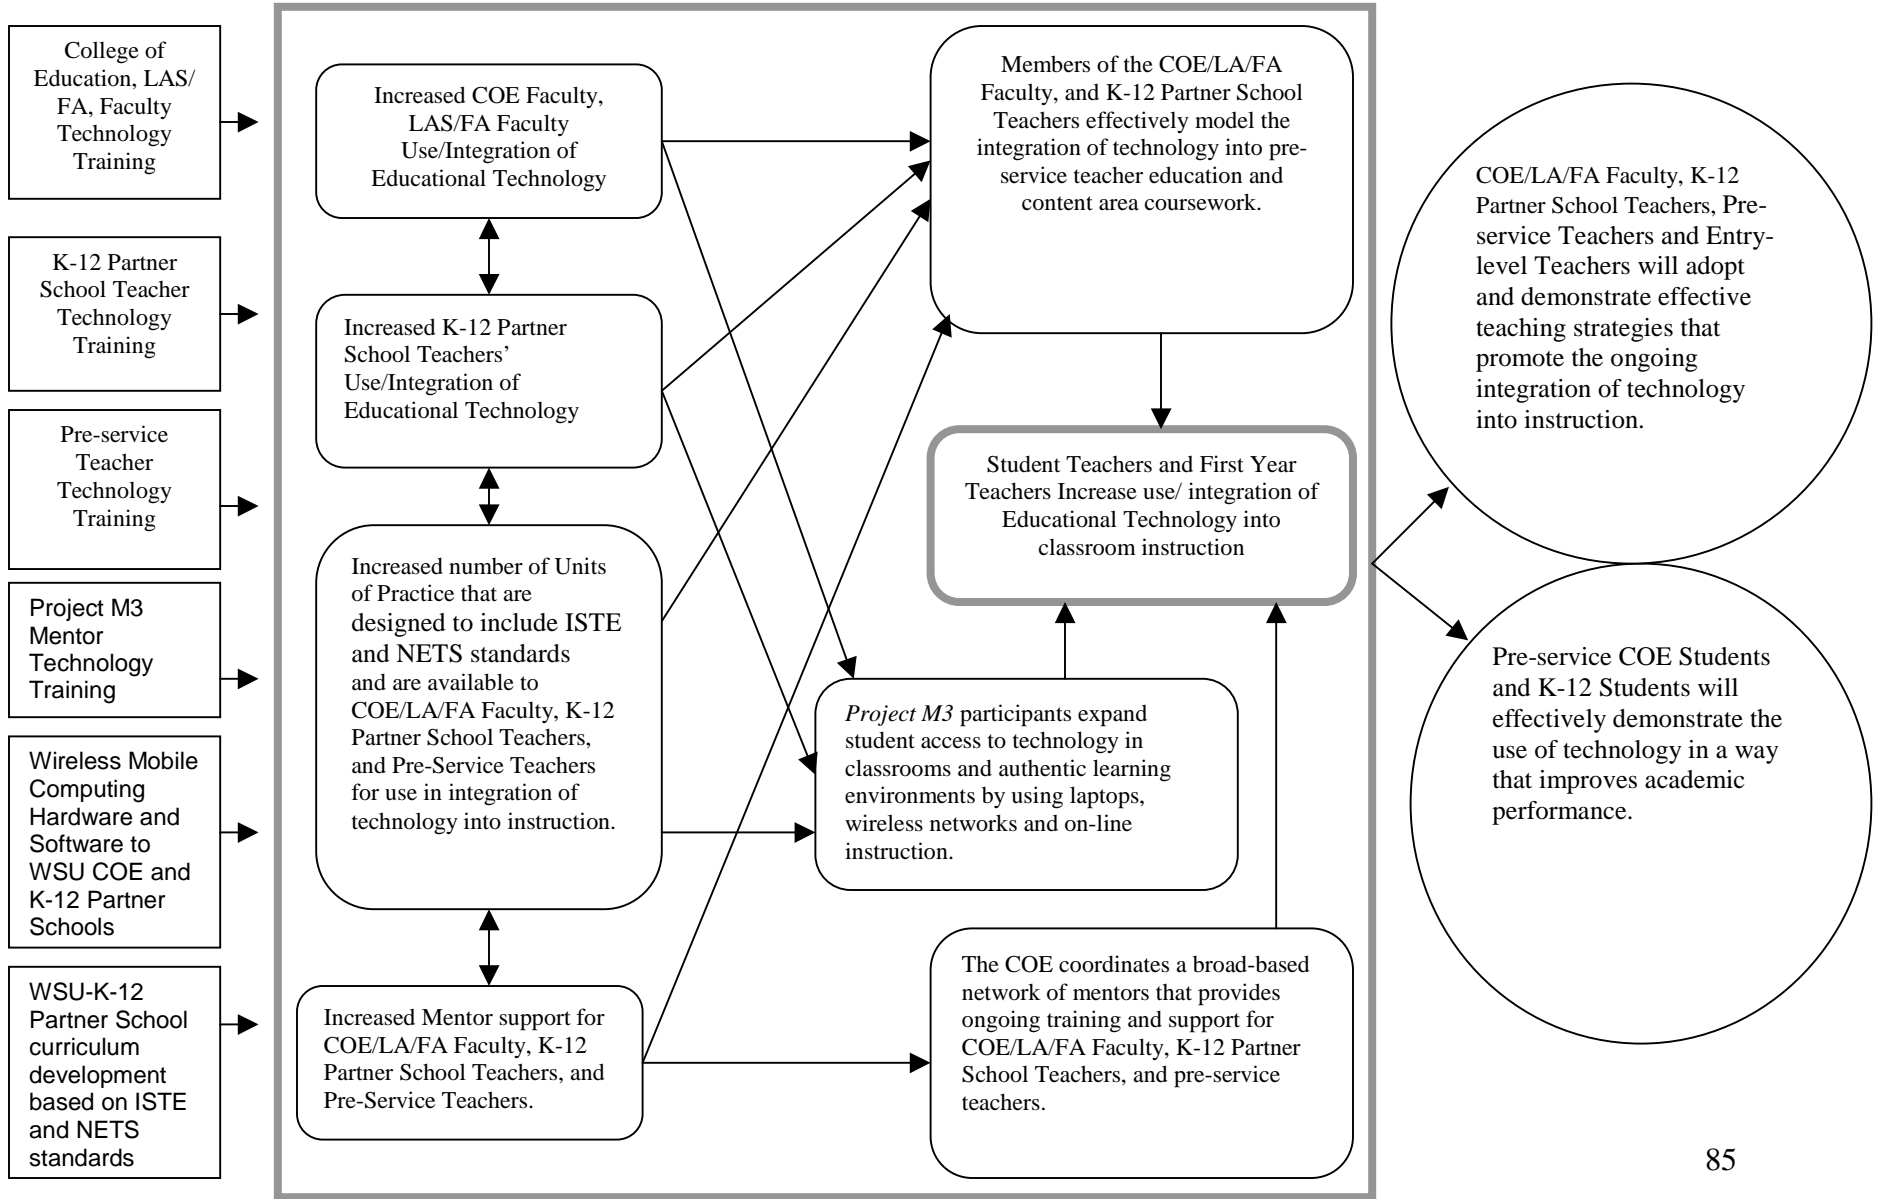 College of
Education, LAS/
FA, Faculty
Technology
Training
K-12 Partner
School Teacher
Technology
Training
Pre-service
Teacher
Technology
Training
Project M3
Mentor
Technology
Training
Wireless Mobile
Computing
Hardware and
Software to
WSU COE and
K-12 Partner
Schools
WSU-K-12
Partner School
curriculum
development
based on ISTE
and NETS
standards
Increased COE Faculty,
LAS/FA Faculty
Use/Integration of
Educational Technology
Increased K-12 Partner
School Teachers’
Use/Integration of
Educational Technology
Increased number of Units
of Practice that are
designed to include ISTE
and NETS standards
and are available to
COE/LA/FA Faculty, K-12
Partner School Teachers,
and Pre-Service Teachers
for use in integration of
technology into instruction.
Increased Mentor support for
COE/LA/FA Faculty, K-12
Partner School Teachers, and
Pre-Service Teachers.
Members of the COE/LA/FA
Faculty, and K-12 Partner School
Teachers effectively model the
integration of technology into pre-
service teacher education and
content area coursework.
Student Teachers and First Year
Teachers Increase use/ integration of
Educational Technology into
classroom instruction
Project M3 participants expand
student access to technology in
classrooms and authentic learning
environments by using laptops,
wireless networks and on-line
instruction.
The COE coordinates a broad-based
network of mentors that provides
ongoing training and support for
COE/LA/FA Faculty, K-12 Partner
School Teachers, and pre-service
teachers.
COE/LA/FA Faculty, K-12
Partner School Teachers, Pre-
service Teachers and Entry-
level Teachers will adopt
and demonstrate effective
teaching strategies that
promote the ongoing
integration of technology
into instruction.
Pre-service COE Students
and K-12 Students will
effectively demonstrate the
use of technology in a way
that improves academic
performance.
85